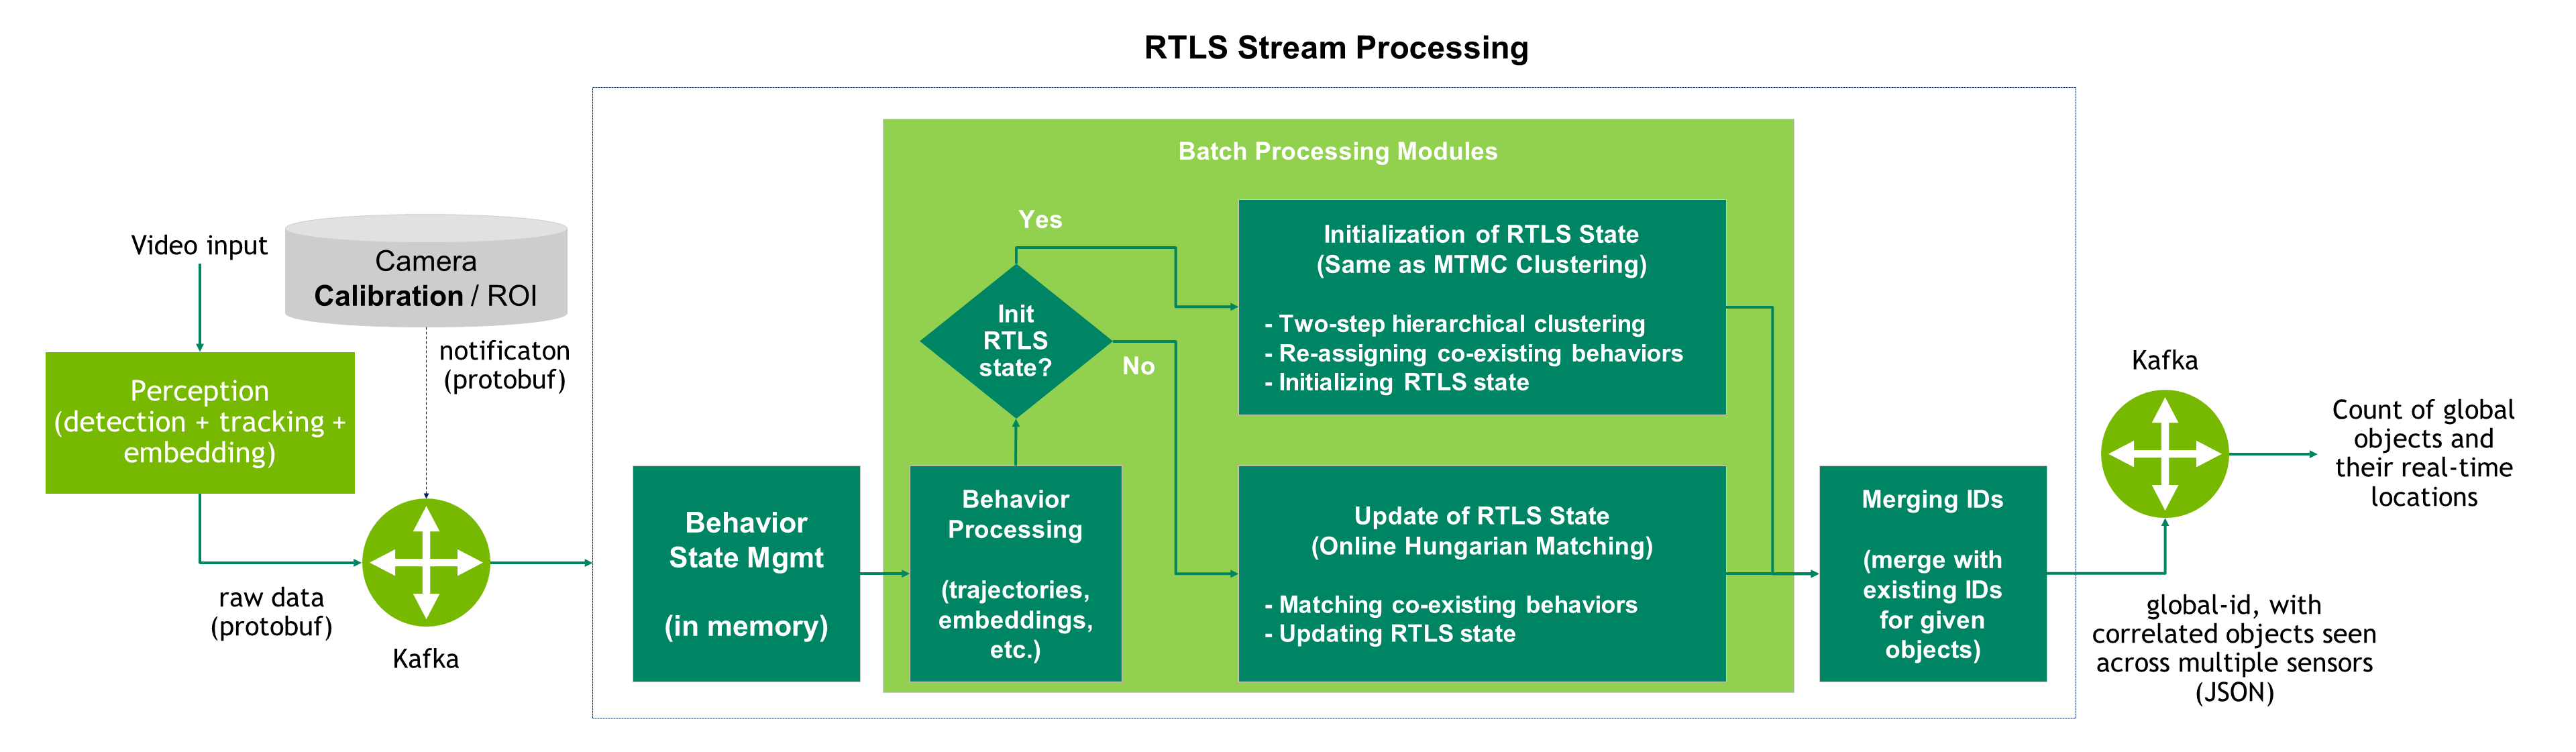 RTLS Stream Processing
Video input
Camera
Calibration / ROI
notificaton
(protobuf)
Perception
(detection + tracking +
embedding)
raw data
(protobuf)
Kafka
Behavior
State Mgmt
(in memory)
Batch Processing Modules
Behavior
Processing
(trajectories,
embeddings,
etc.)
Init
RTLS
state?
Yes
No
Initialization of RTLS State
(Same as MTMC Clustering)
- Two-step hierarchical clustering
- Re-assigning co-existing behaviors
- Initializing RTLS state
Update of RTLS State
(Online Hungarian Matching)
- Matching co-existing behaviors
- Updating RTLS state
Merging IDs
(merge with
existing IDs
for given
objects)
Kafka
global-id, with
correlated objects seen
across multiple sensors
(JSON)
Count of global
objects and
their real-time
locations